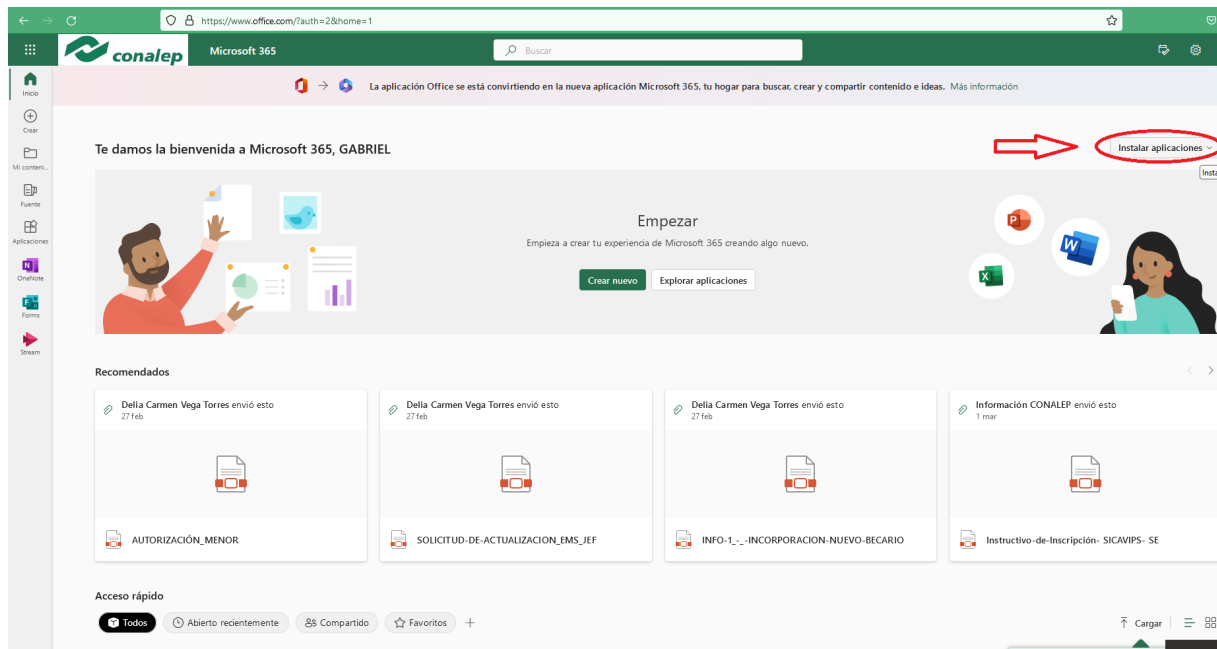 https://www.office.com/?auth=2&home=1
conalep
Microsoft 365
Buscar
La aplicación Office se está convirtiendo en la nueva aplicación Microsoft 365, tu hogar para buscar, crear y compartir contenido e ideas. Más información
Inicio
Crear
Mi conteni...
Fuente
Aplicaciones
N
OneNote
F
Forms
Stream
Te damos la bienvenida a Microsoft 365, GABRIEL
Instalar aplicaciones
Insta
Empezar
Empieza a crear tu experiencia de Microsoft 365 creando algo nuevo.
Crear nuevo
Explorar aplicaciones
P
W
X
Recomendados
Delia Carmen Vega Torres envió esto
27 feb
AUTORIZACIÓN_MENOR
Delia Carmen Vega Torres envió esto
27 feb
SOLICITUD-DE-ACTUALIZACION_EMS_JEF
Delia Carmen Vega Torres envió esto
27 feb
INFO-1_-_-INCORPORACION-NUEVO-BECARIO
Información CONALEP envió esto
1 mar
Instructivo-de-Inscripción- SICAVIPS- SE
Acceso rápido
Todos
Abierto recientemente
Compartido
Favoritos
Cargar